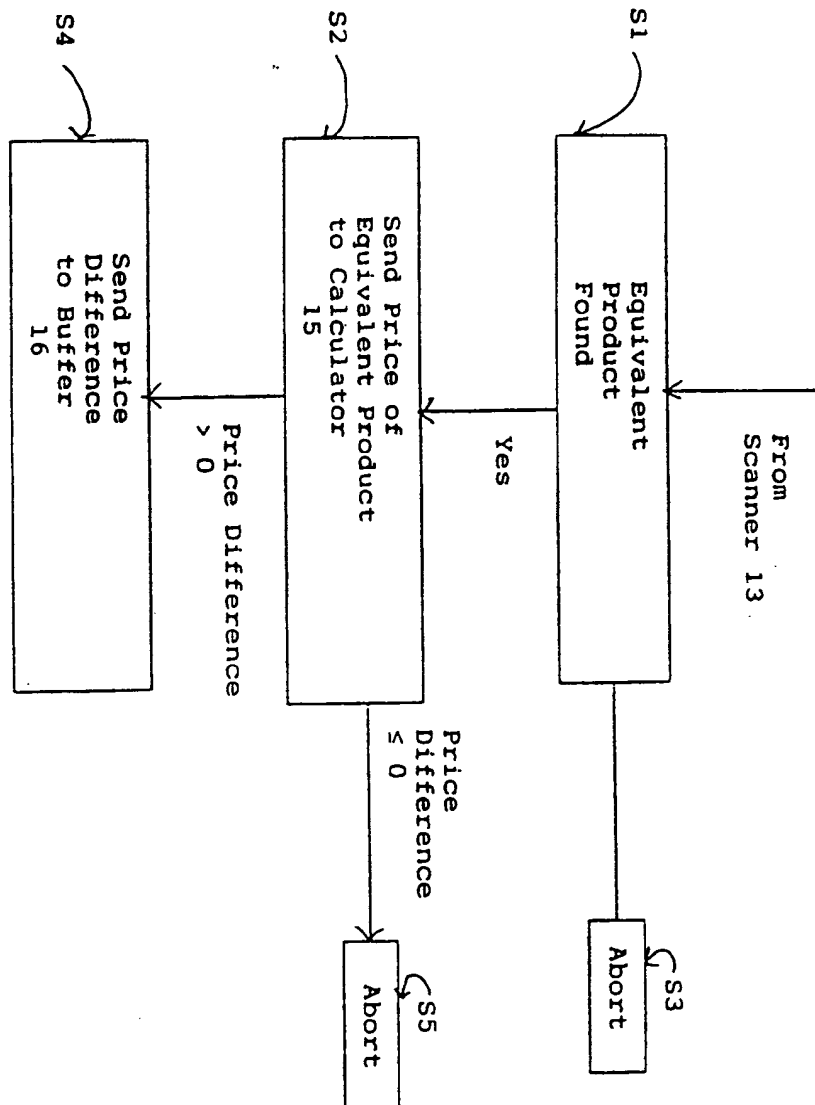 From
Scanner 13
S1
Equivalent
Product
Found
S3
Abort
Yes
S2
Send Price of
Equivalent Product
to Calculator
15
Price
Difference
≤ 0
S5
Abort
Price Difference
> 0
S4
Send Price
Difference
to Buffer
16